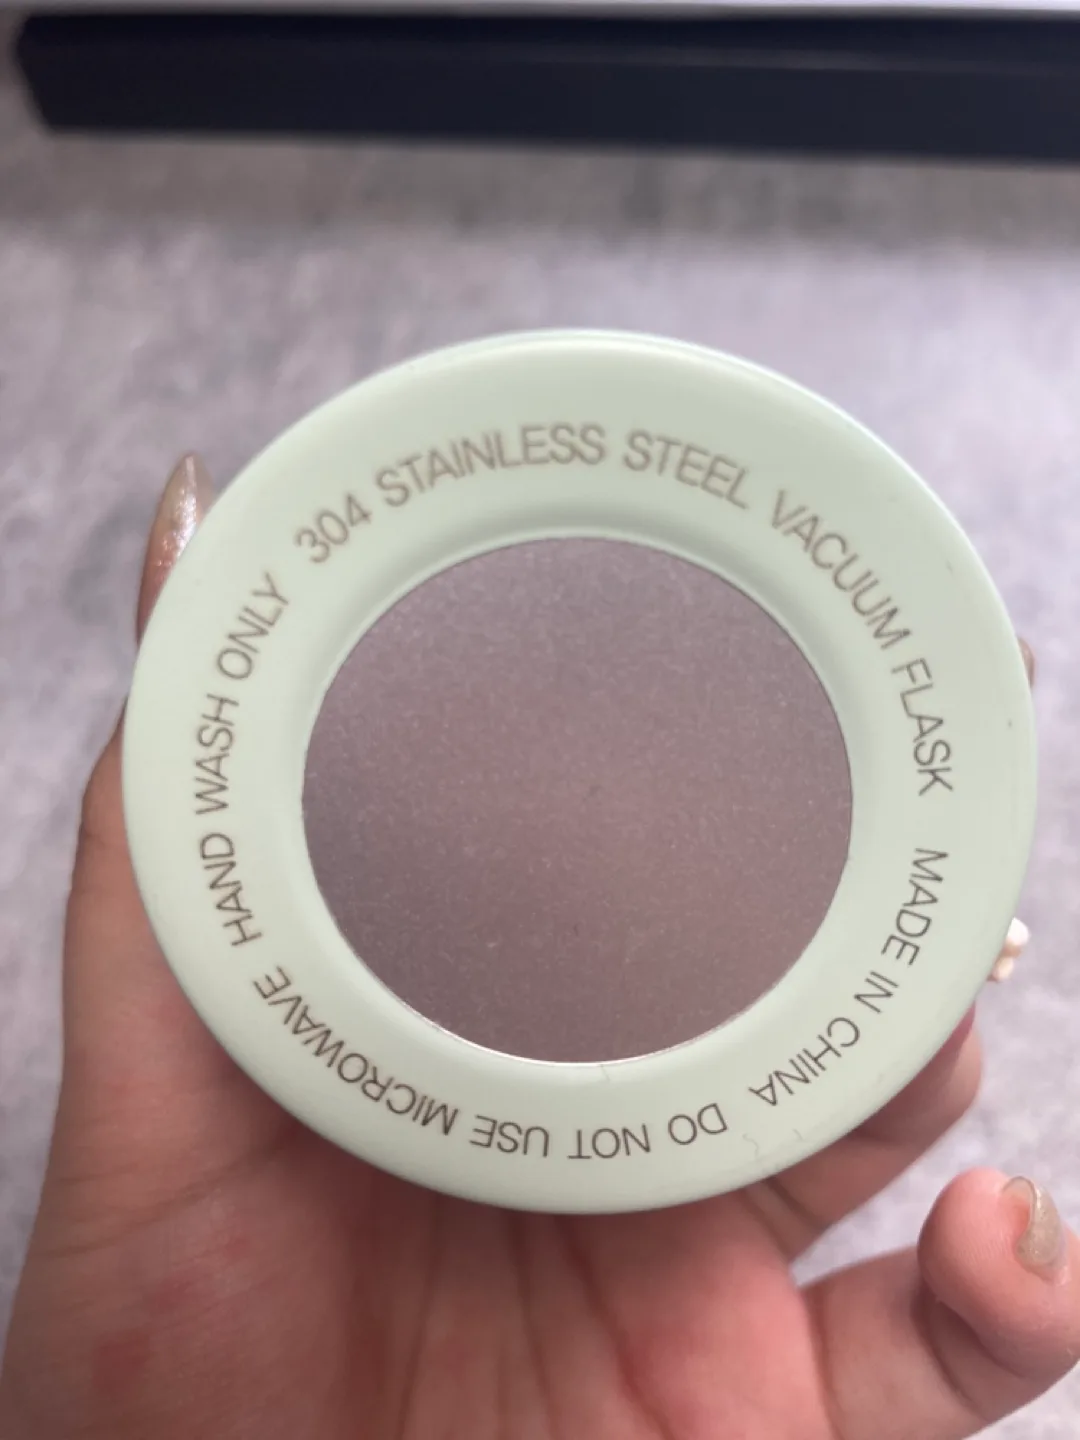 304 STAINLESS STEEL VACUUM FLASK
MADE IN CHINA
DO NOT USE MICROWAVE
HAND WASH ONLY